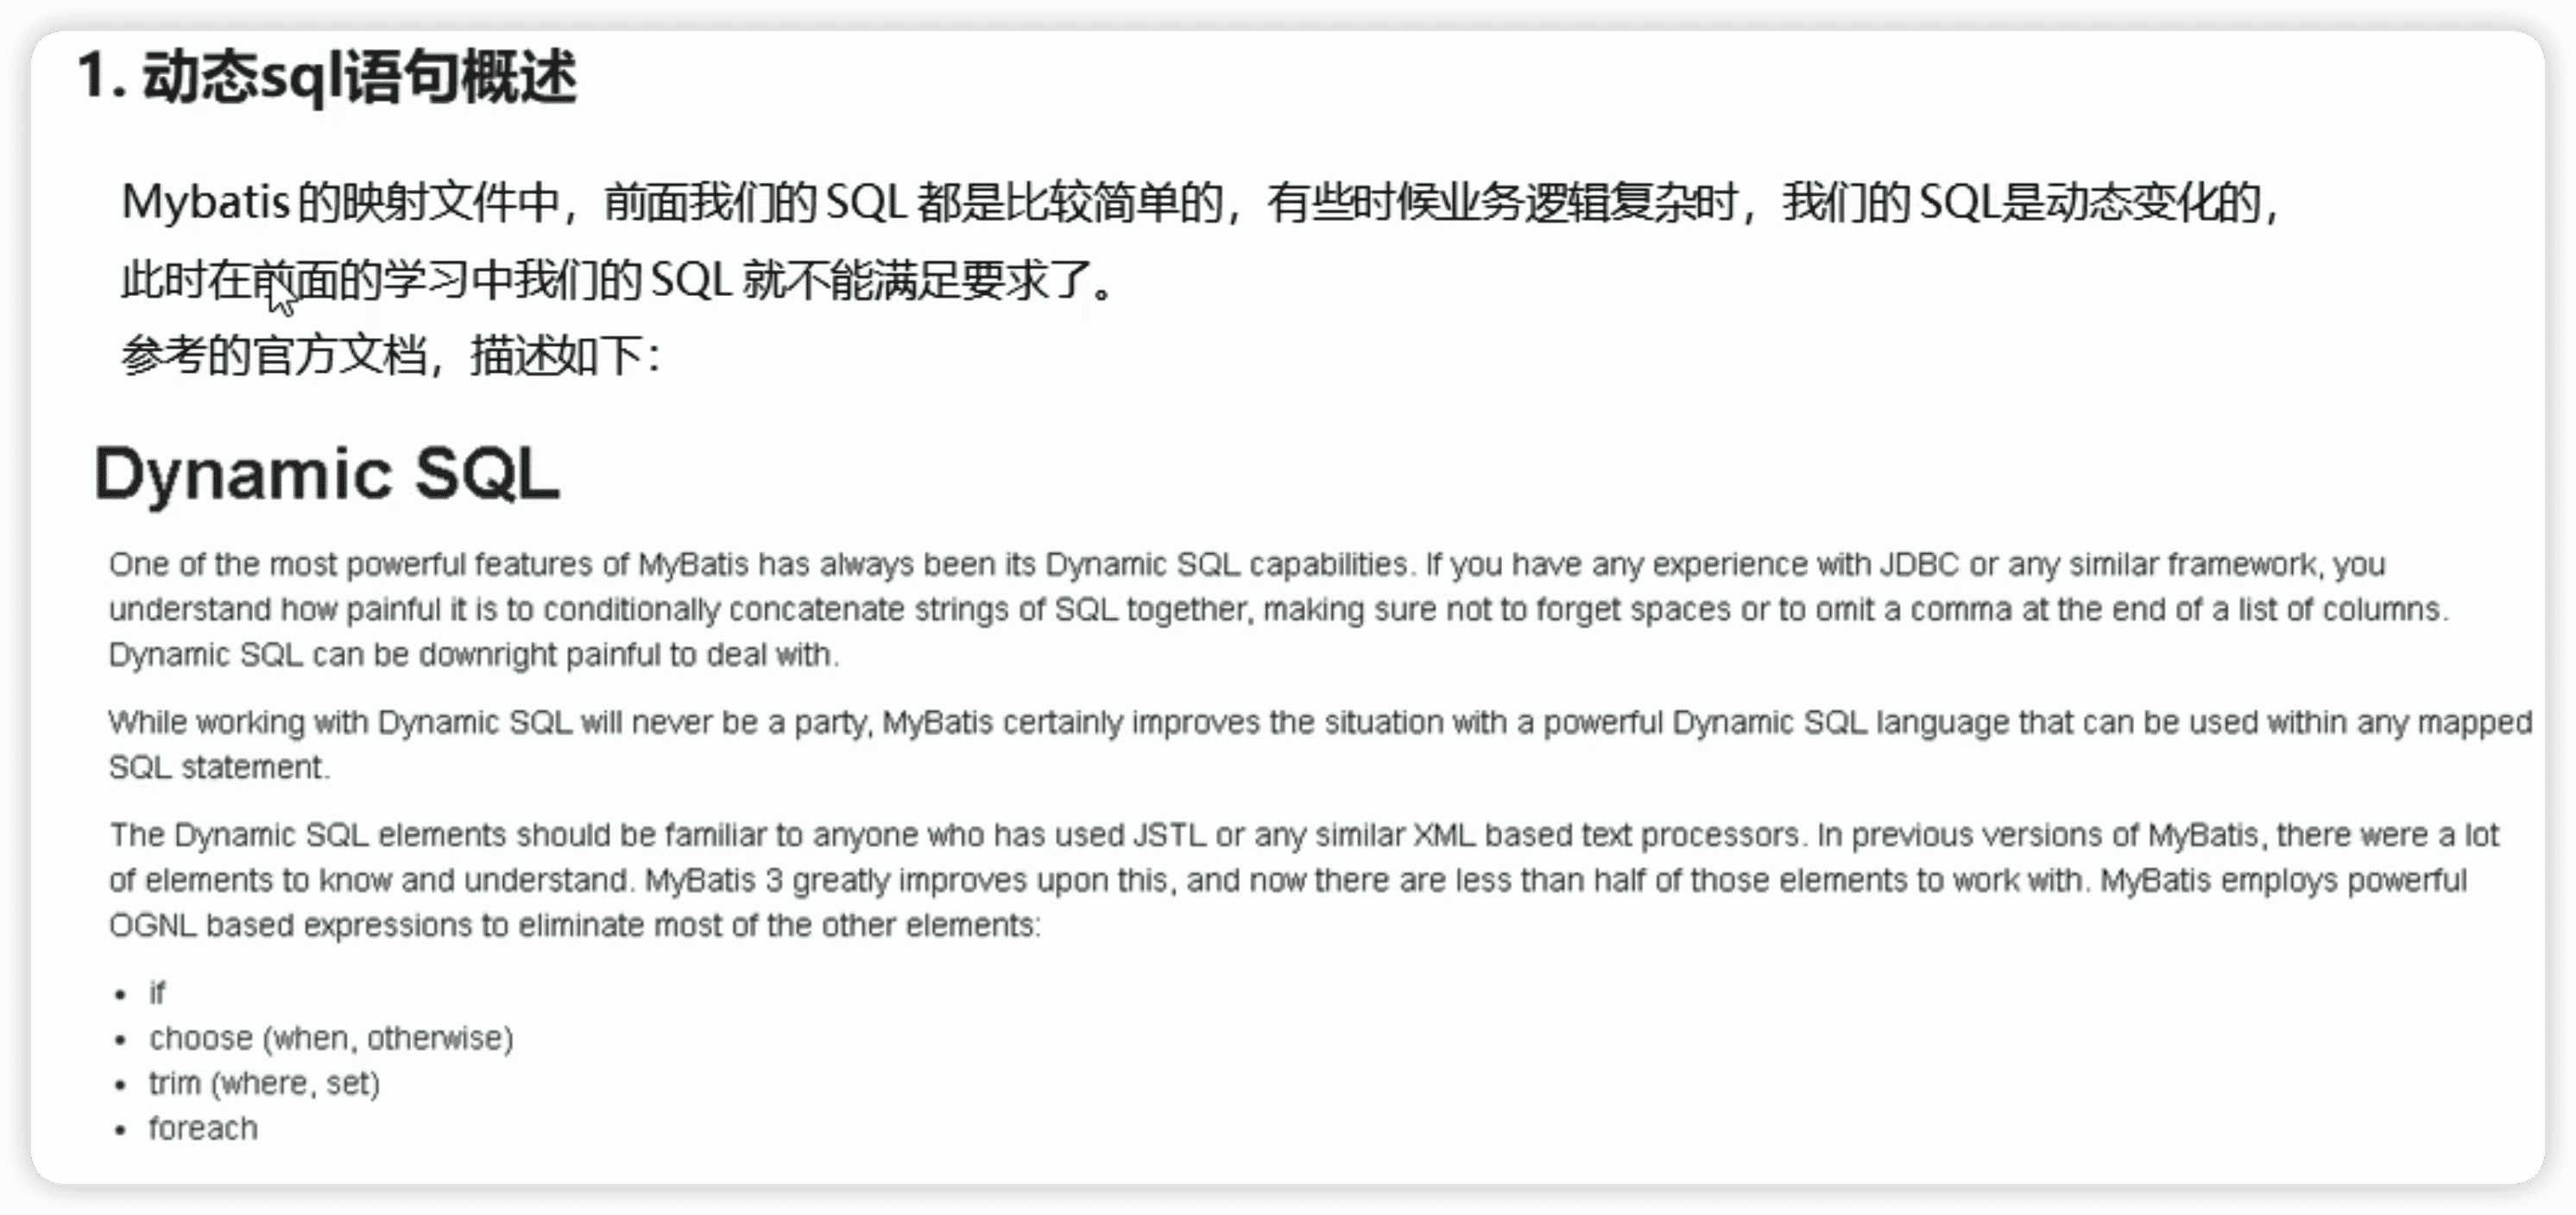 1. 动态sql语句概述
Mybatis 的映射文件中，前面我们的 SQL 都是比较简单的，有些时候业务逻辑复杂时，我们的 SQL是动态变化的，
此时在前面的学习中我们的 SQL 就不能满足要求了。
参考的官方文档，描述如下：
Dynamic SQL
One of the most powerful features of MyBatis has always been its Dynamic SQL capabilities. If you have any experience with JDBC or any similar framework, you
understand how painful it is to conditionally concatenate strings of SQL together, making sure not to forget spaces or to omit a comma at the end of a list of columns.
Dynamic SQL can be downright painful to deal with.
While working with Dynamic SQL will never be a party, MyBatis certainly improves the situation with a powerful Dynamic SQL language that can be used within any mapped
SQL statement.
The Dynamic SQL elements should be familiar to anyone who has used JSTL or any similar XML based text processors. In previous versions of MyBatis, there were a lot
of elements to know and understand. MyBatis 3 greatly improves upon this, and now there are less than half of those elements to work with. MyBatis employs powerful
OGNL based expressions to eliminate most of the other elements:
• if
• choose (when, otherwise)
• trim (where, set)
• foreach